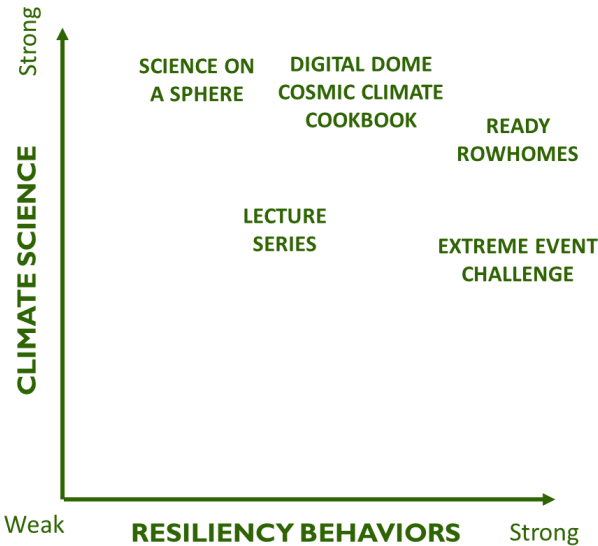 Strong
CLIMATE SCIENCE
SCIENCE ON
A SPHERE
DIGITAL DOME
COSMIC CLIMATE
COOKBOOK
READY
ROWHOMES
LECTURE
SERIES
EXTREME EVENT
CHALLENGE
Weak
RESILIENCY BEHAVIORS
Strong